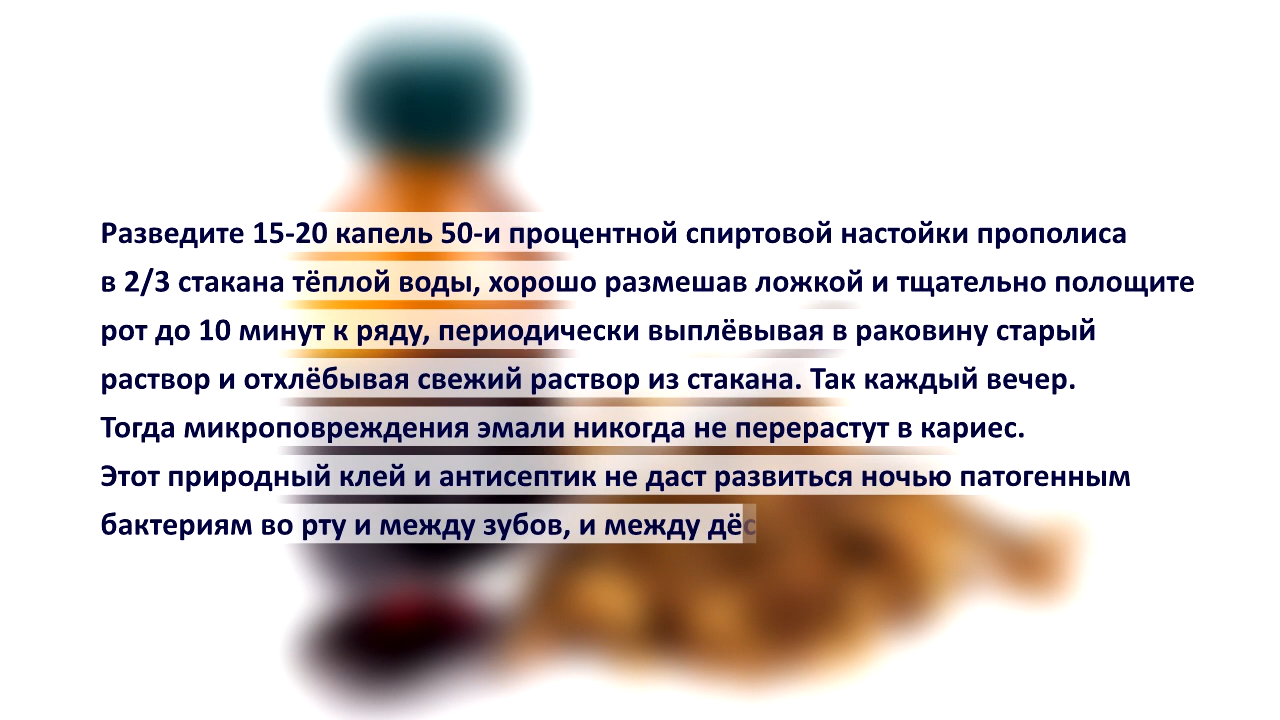 Разведите 15-20 капель 50-и процентной спиртовой настойки прополиса
в 2/3 стакана тёплой воды, хорошо размешав ложкой и тщательно полощите
рот до 10 минут к ряду, периодически выплёвывая в раковину старый
раствор и отхлёбывая свежий раствор из стакана. Так каждый вечер.
Тогда микроповреждения эмали никогда не перерастут в кариес.
Этот природный клей и антисептик не даст развиться ночью патогенным
бактериям во рту и между зубов, и между дёс